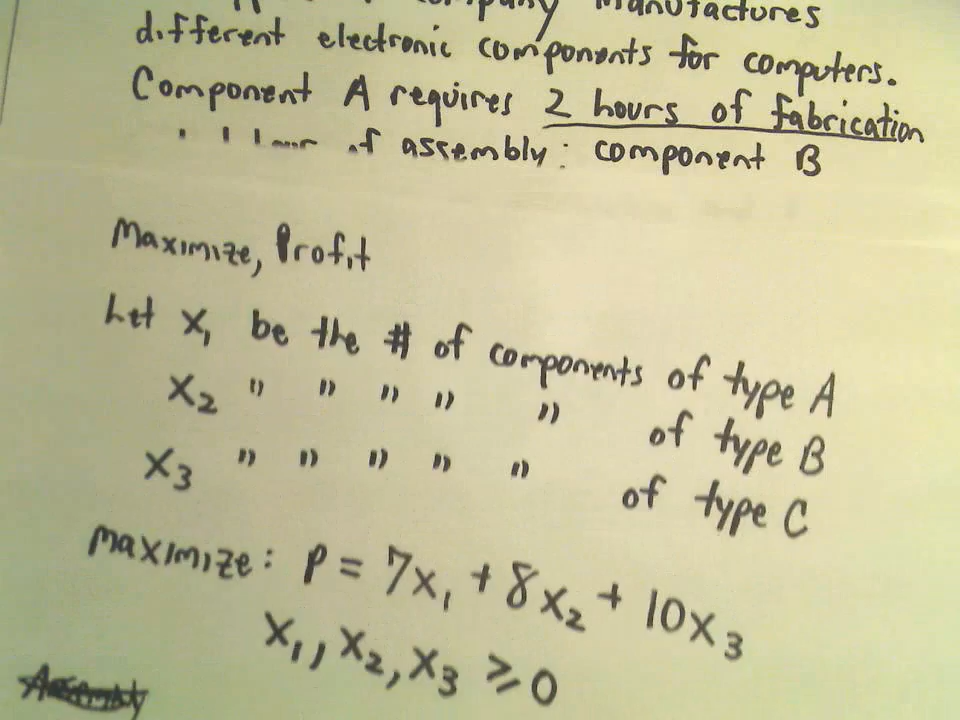 company manufactures
different electronic components for computers.
Component A requires 2 hours of fabrication
of assembly: component B
Maximize, Profit
Let x₁ be the # of components of type A
x₂ " " " " " of type B
x₃ " " " " " of type C
Maximize: P = 7x₁ + 8x₂ + 10x₃
x₁, x₂, x₃ ≥ 0